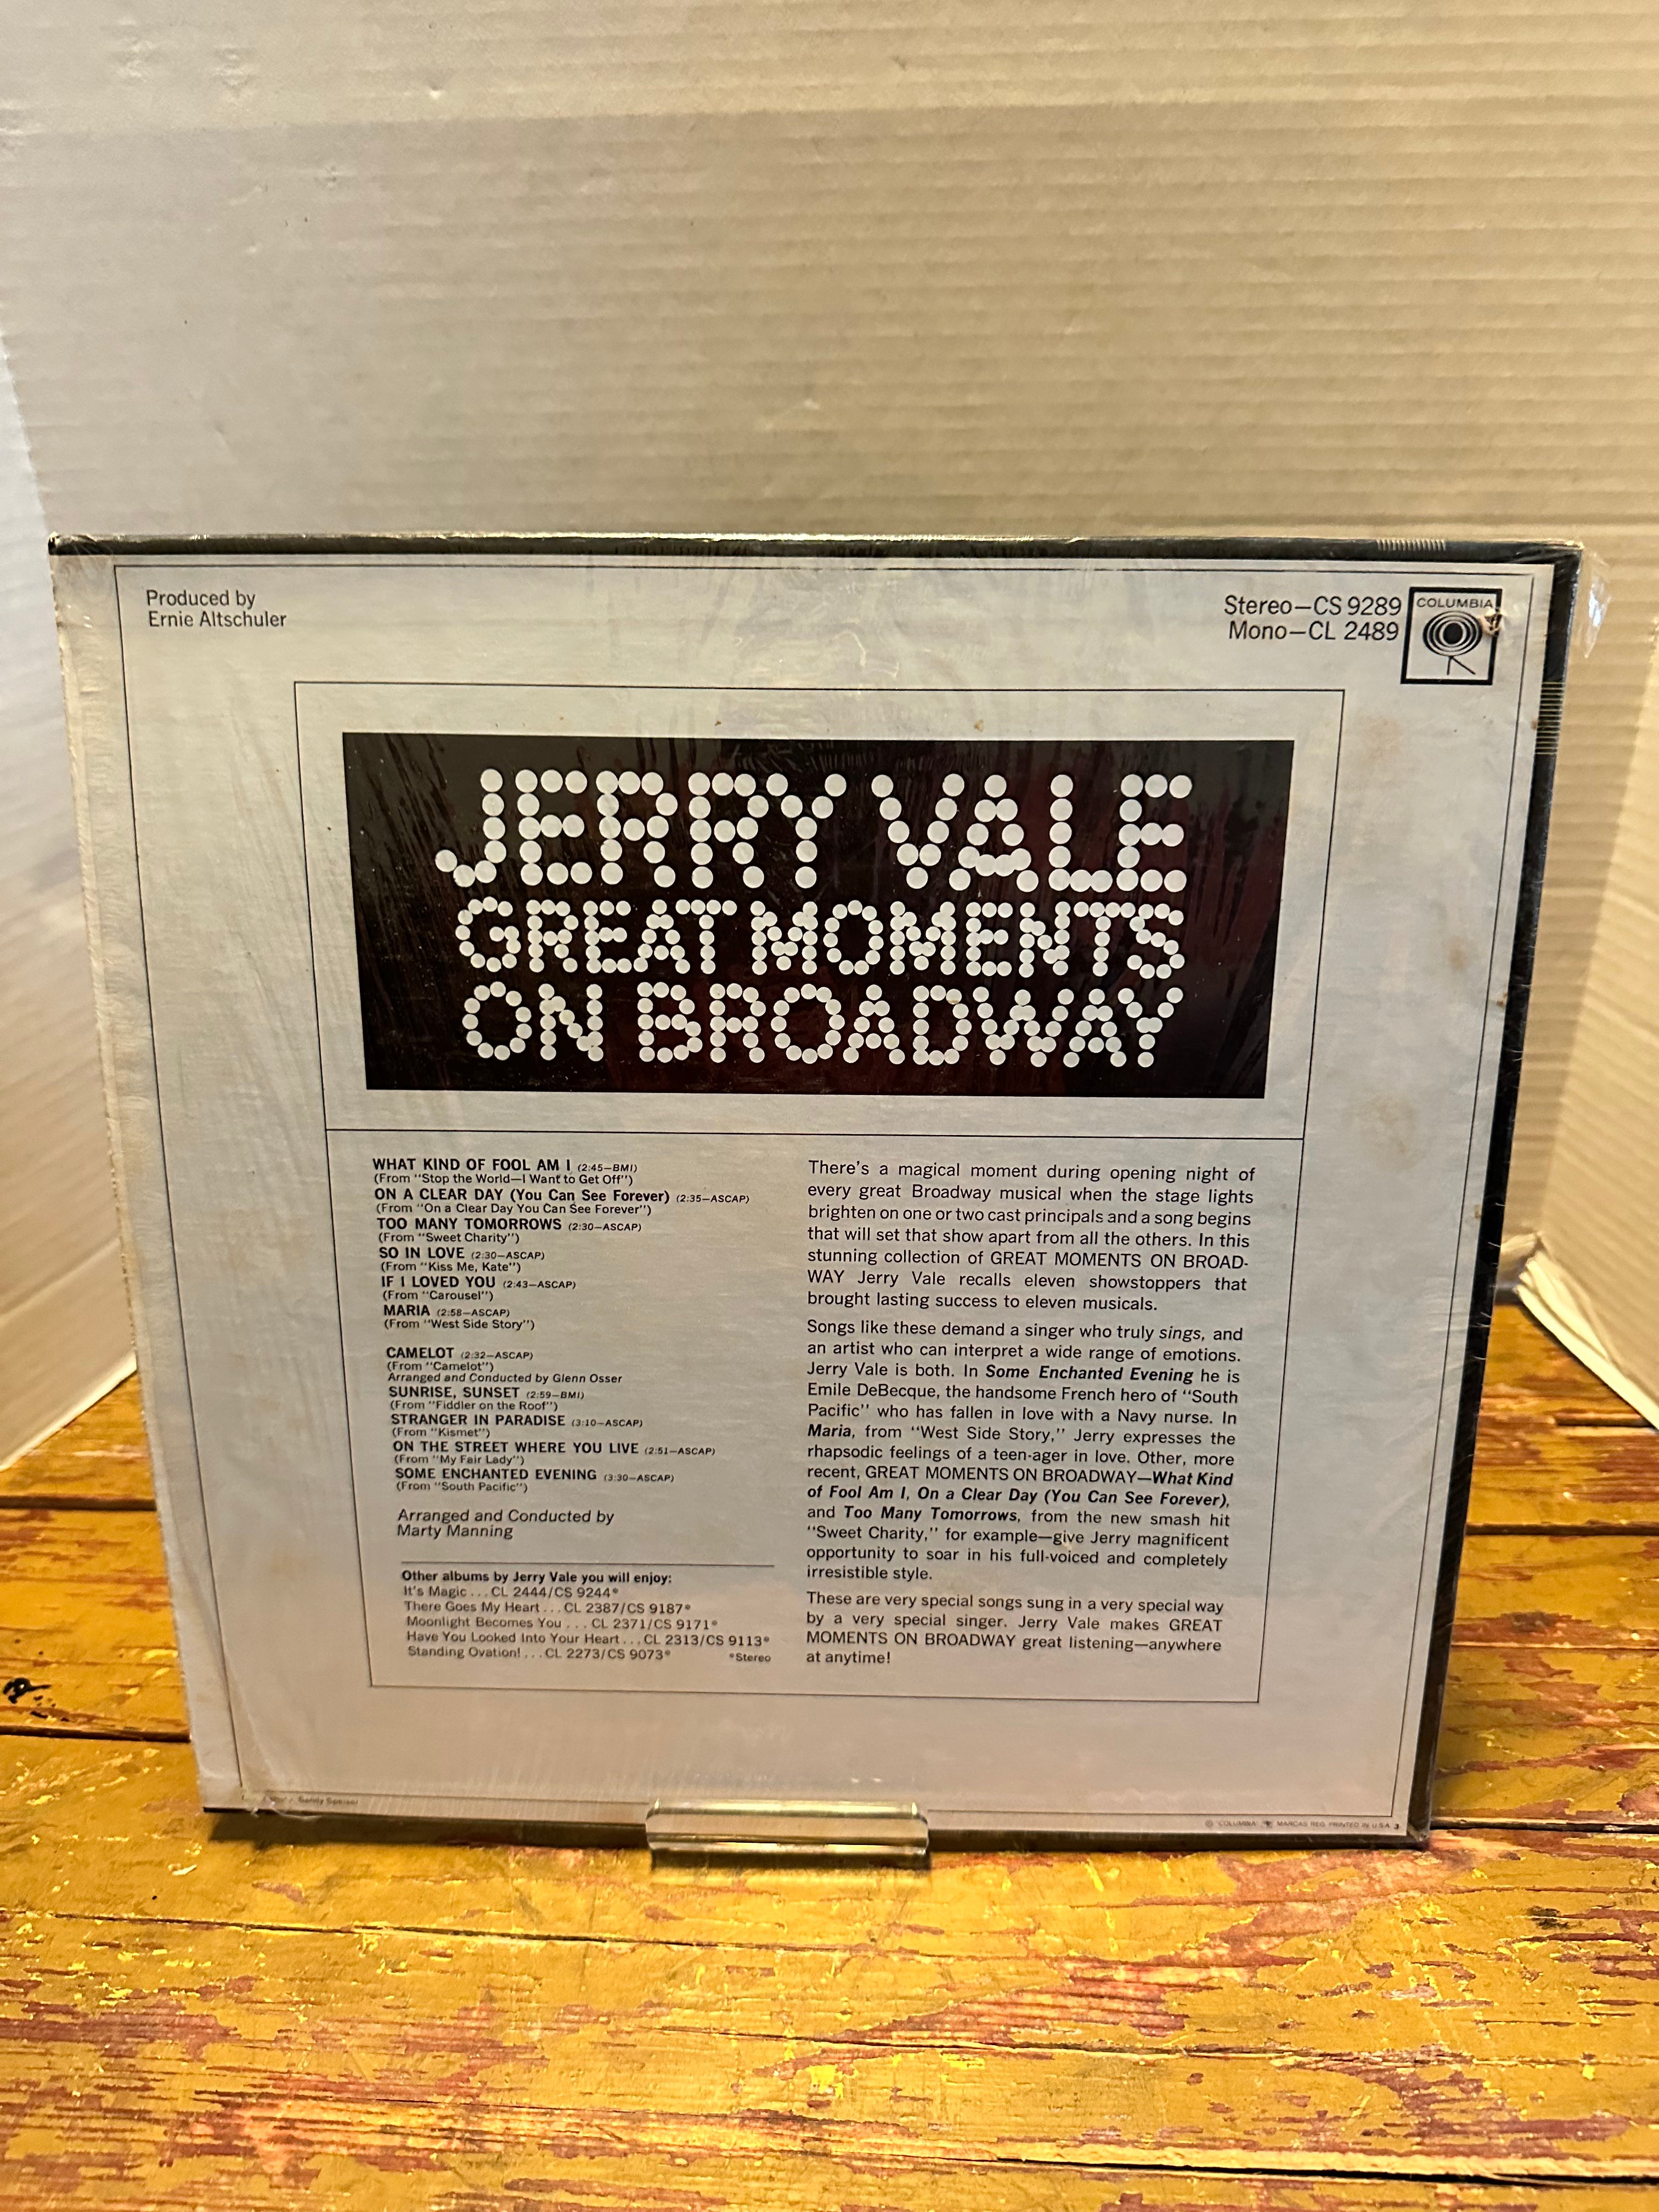 Produced by
Ernie Altschuler
Stereo—CS 9289
Mono—CL 2489
COLUMBIA
JERRY VALE
GREAT MOMENTS
ON BROADWAY
WHAT KIND OF FOOL AM I (2:45—BMI)
(From "Stop the World—I Want to Get Off")
ON A CLEAR DAY (You Can See Forever) (2:35—ASCAP)
(From "On a Clear Day You Can See Forever")
TOO MANY TOMORROWS (2:30—ASCAP)
(From "Sweet Charity")
SO IN LOVE (2:30—ASCAP)
(From "Kiss Me, Kate")
IF I LOVED YOU (2:43—ASCAP)
(From "Carousel")
MARIA (2:58—ASCAP)
(From "West Side Story")
CAMELOT (2:32—ASCAP)
(From "Camelot")
Arranged and Conducted by Glenn Osser
SUNRISE, SUNSET (2:59—BMI)
(From "Fiddler on the Roof")
STRANGER IN PARADISE (3:10—ASCAP)
(From "Kismet")
ON THE STREET WHERE YOU LIVE (2:51—ASCAP)
(From "My Fair Lady")
SOME ENCHANTED EVENING (3:30—ASCAP)
(From "South Pacific")
Arranged and Conducted by
Marty Manning
Other albums by Jerry Vale you will enjoy:
It's Magic . . . CL 2444/CS 9244*
There Goes My Heart . . . CL 2387/CS 9187*
Moonlight Becomes You . . . CL 2371/CS 9171*
Have You Looked Into Your Heart . . . CL 2313/CS 9113*
Standing Ovation! . . . CL 2273/CS 9073*
*Stereo
There's a magical moment during opening night of
every great Broadway musical when the stage lights
brighten on one or two cast principals and a song begins
that will set that show apart from all the others. In this
stunning collection of GREAT MOMENTS ON BROAD-
WAY Jerry Vale recalls eleven showstoppers that
brought lasting success to eleven musicals.
Songs like these demand a singer who truly sings, and
an artist who can interpret a wide range of emotions.
Jerry Vale is both. In Some Enchanted Evening he is
Emile DeBecque, the handsome French hero of "South
Pacific" who has fallen in love with a Navy nurse. In
Maria, from "West Side Story," Jerry expresses the
rhapsodic feelings of a teen-ager in love. Other, more
recent, GREAT MOMENTS ON BROADWAY—What Kind
of Fool Am I, On a Clear Day (You Can See Forever),
and Too Many Tomorrows, from the new smash hit
"Sweet Charity," for example—give Jerry magnificent
opportunity to soar in his full-voiced and completely
irresistible style.
These are very special songs sung in a very special way
by a very special singer. Jerry Vale makes GREAT
MOMENTS ON BROADWAY great listening—anywhere
at anytime!
® "COLUMBIA" MARCAS REG. PRINTED IN U.S.A. 3